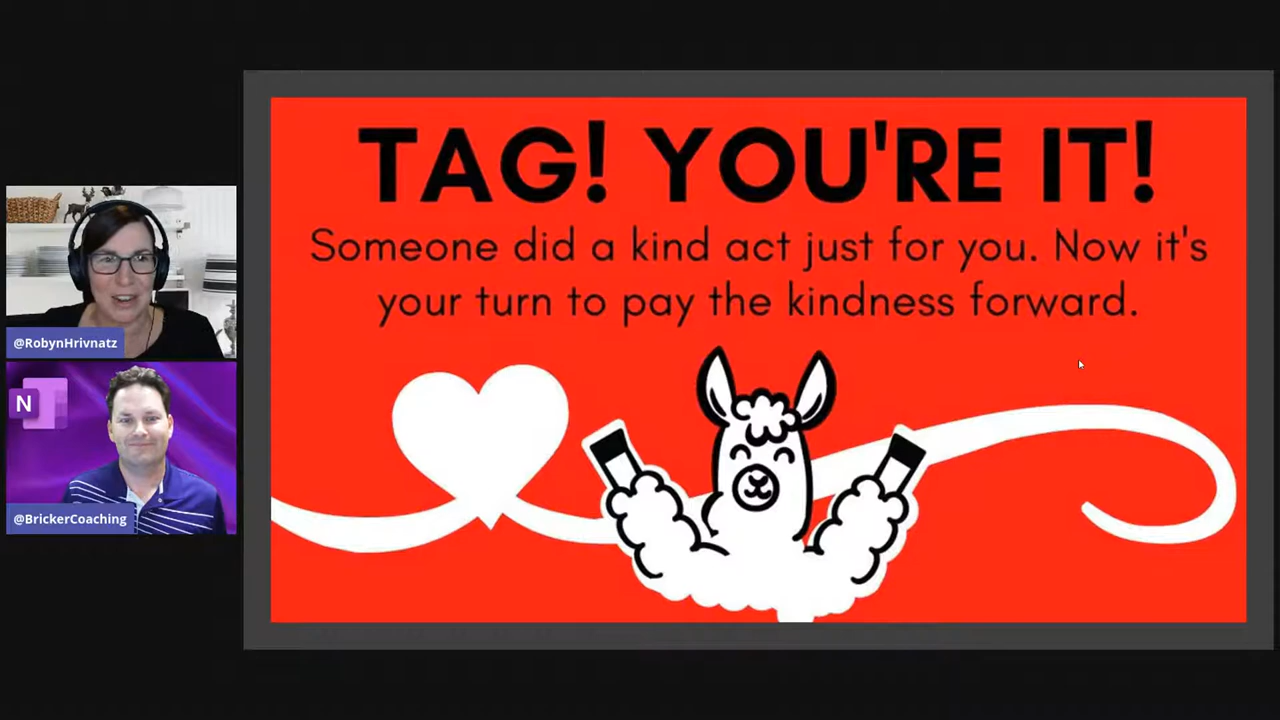 TAG! YOU'RE IT!
Someone did a kind act just for you. Now it's
your turn to pay the kindness forward.
@RobynHrivnatz
N
@BrickerCoaching